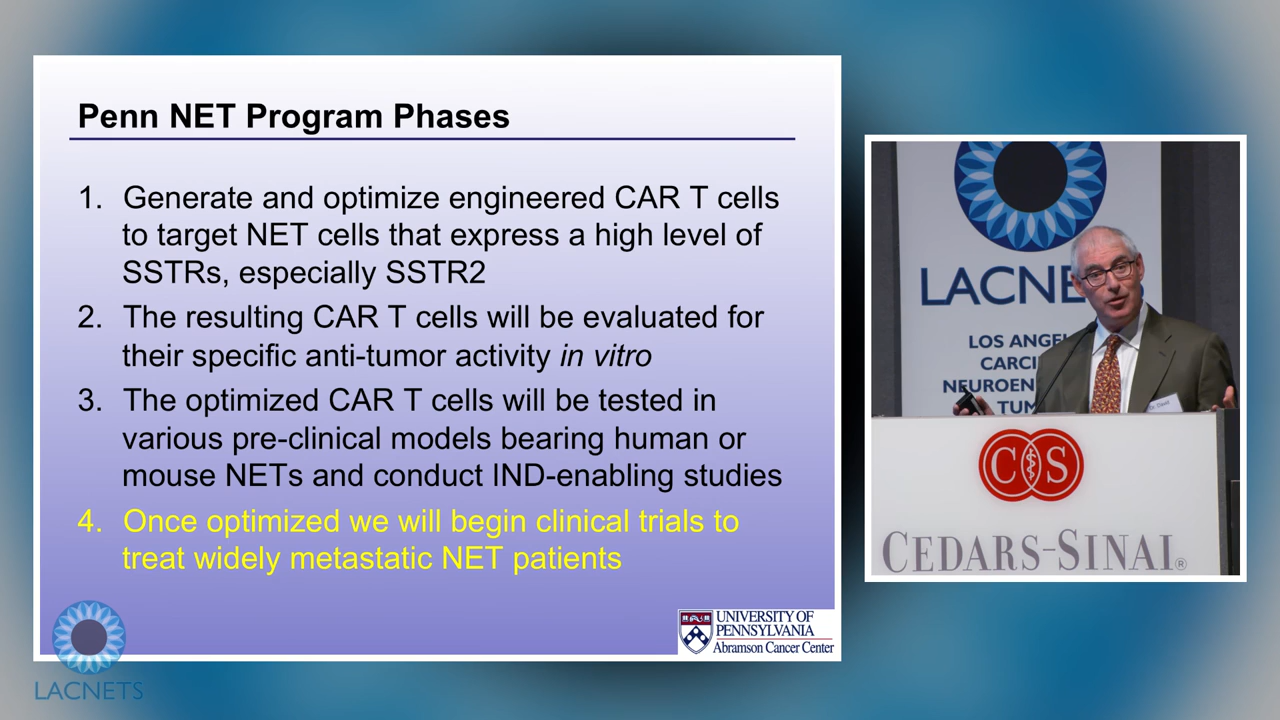 Penn NET Program Phases
1. Generate and optimize engineered CAR T cells
to target NET cells that express a high level of
SSTRs, especially SSTR2
2. The resulting CAR T cells will be evaluated for
their specific anti-tumor activity in vitro
3. The optimized CAR T cells will be tested in
various pre-clinical models bearing human or
mouse NETs and conduct IND-enabling studies
4. Once optimized we will begin clinical trials to
treat widely metastatic NET patients
UNIVERSITY OF
PENNSYLVANIA
Abramson Cancer Center
LACNETS
LACNE
LOS ANGEL
CARCI
NEUROEN
TUM
CS
CEDARS-SINAI®